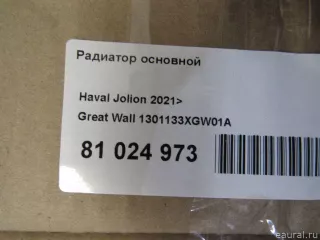 Радиатор основной
Haval Jolion 2021>
Great Wall 1301133XGW01A
81 024 973
eaural.ru